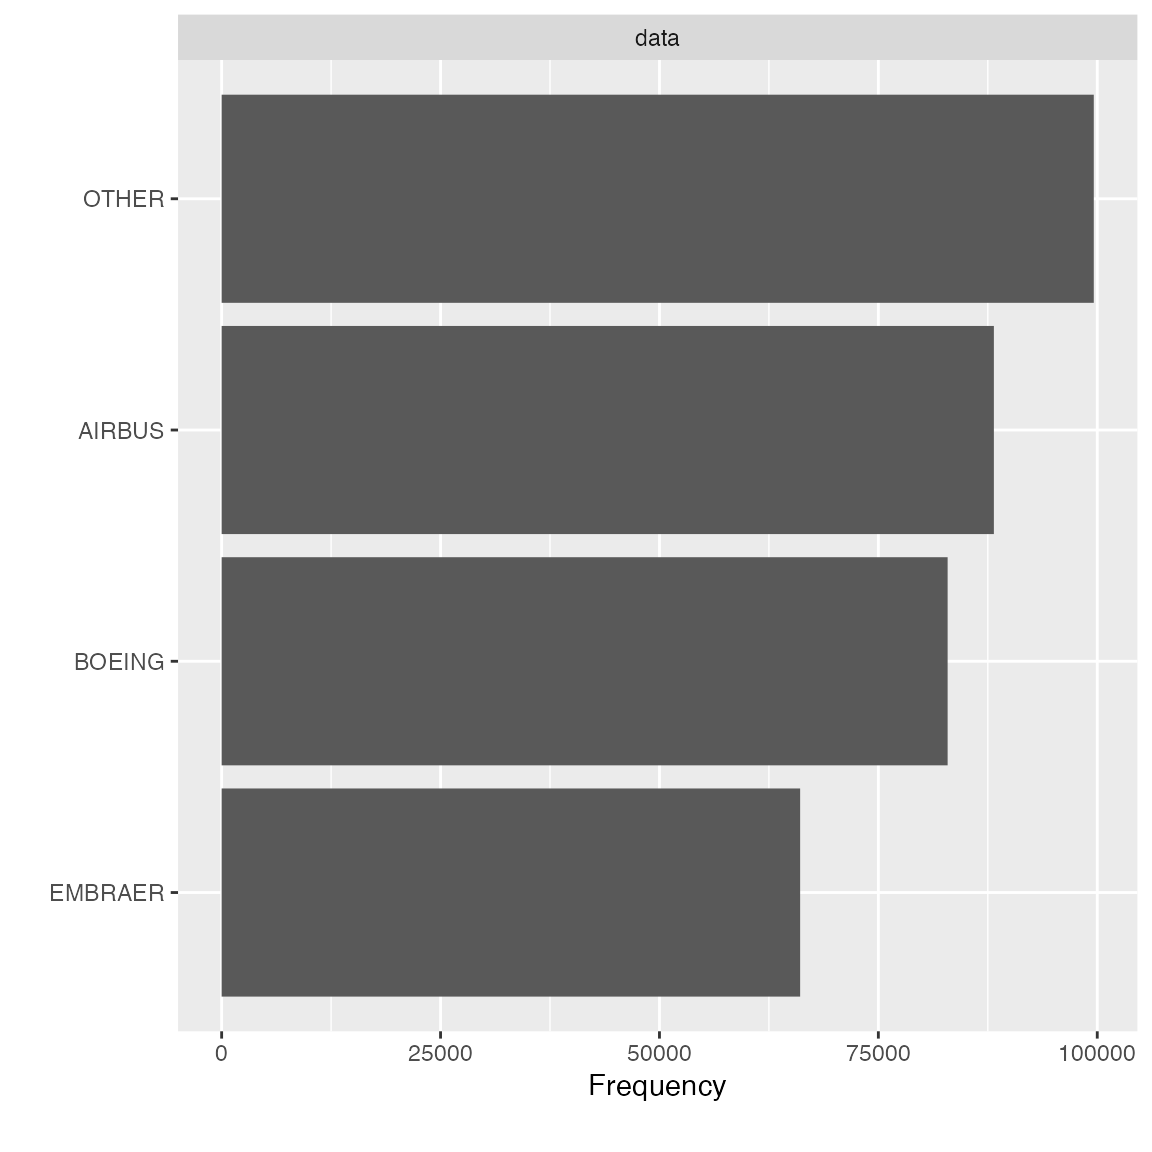 data
OTHER
AIRBUS
BOEING
EMBRAER
0 25000 50000 75000 100000
Frequency